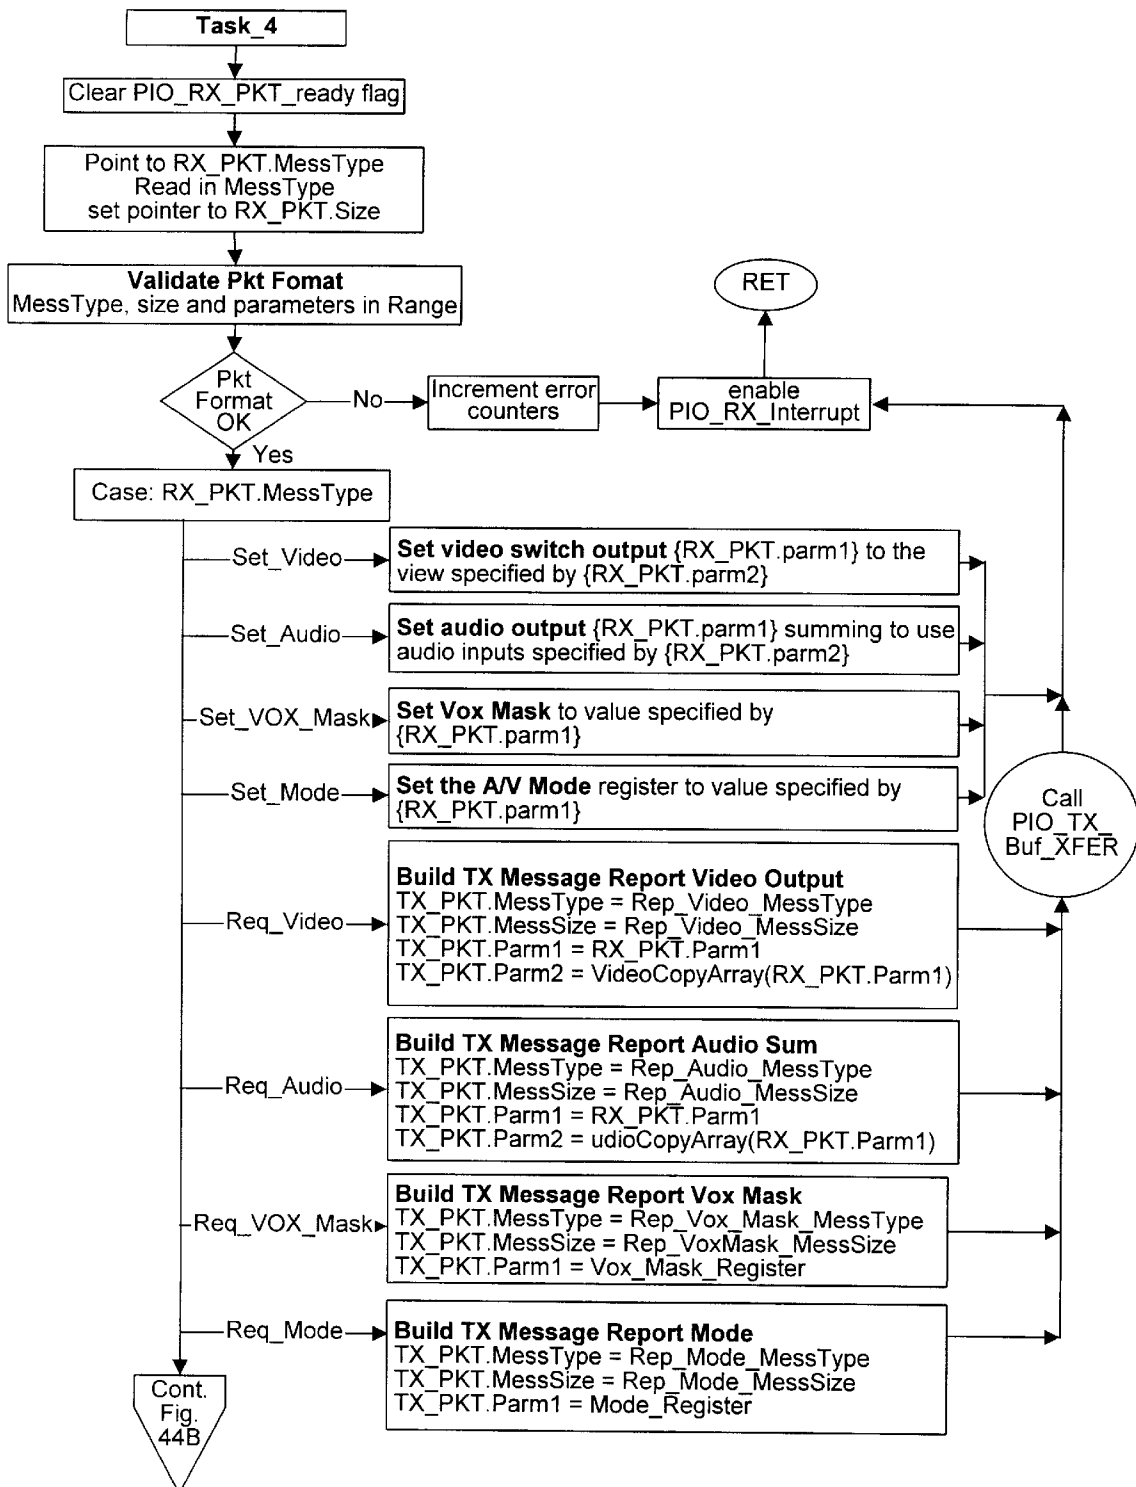 Task_4
Clear PIO_RX_PKT_ready flag
Point to RX_PKT.MessType
Read in MessType
set pointer to RX_PKT.Size
Validate Pkt Fomat
MessType, size and parameters in Range
RET
Pkt
Format
OK
No
Increment error
counters
enable
PIO_RX_Interrupt
Yes
Case: RX_PKT.MessType
Set_Video
Set video switch output {RX_PKT.parm1} to the
view specified by {RX_PKT.parm2}
Set_Audio
Set audio output {RX_PKT.parm1} summing to use
audio inputs specified by {RX_PKT.parm2}
Set_VOX_Mask
Set Vox Mask to value specified by
{RX_PKT.parm1}
Set_Mode
Set the A/V Mode register to value specified by
{RX_PKT.parm1}
Call
PIO_TX_
Buf_XFER
Req_Video
Build TX Message Report Video Output
TX_PKT.MessType = Rep_Video_MessType
TX_PKT.MessSize = Rep_Video_MessSize
TX_PKT.Parm1 = RX_PKT.Parm1
TX_PKT.Parm2 = VideoCopyArray(RX_PKT.Parm1)
Req_Audio
Build TX Message Report Audio Sum
TX_PKT.MessType = Rep_Audio_MessType
TX_PKT.MessSize = Rep_Audio_MessSize
TX_PKT.Parm1 = RX_PKT.Parm1
TX_PKT.Parm2 = udioCopyArray(RX_PKT.Parm1)
Req_VOX_Mask
Build TX Message Report Vox Mask
TX_PKT.MessType = Rep_Vox_Mask_MessType
TX_PKT.MessSize = Rep_VoxMask_MessSize
TX_PKT.Parm1 = Vox_Mask_Register
Req_Mode
Build TX Message Report Mode
TX_PKT.MessType = Rep_Mode_MessType
TX_PKT.MessSize = Rep_Mode_MessSize
TX_PKT.Parm1 = Mode_Register
Cont.
Fig.
44B